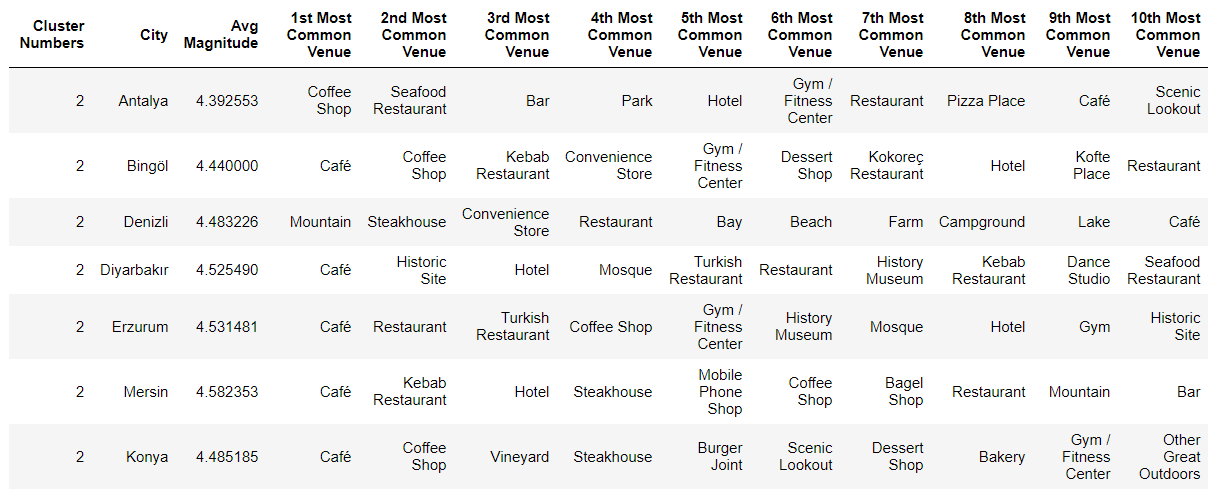 Cluster Numbers City Avg Magnitude 1st Most Common Venue 2nd Most Common Venue 3rd Most Common Venue 4th Most Common Venue 5th Most Common Venue 6th Most Common Venue 7th Most Common Venue 8th Most Common Venue 9th Most Common Venue 10th Most Common Venue
2 Antalya 4.392553 Coffee Shop Seafood Restaurant Bar Park Hotel Gym / Fitness Center Restaurant Pizza Place Café Scenic Lookout
2 Bingöl 4.440000 Café Coffee Shop Kebab Restaurant Convenience Store Gym / Fitness Center Dessert Shop Kokoreç Restaurant Hotel Kofte Place Restaurant
2 Denizli 4.483226 Mountain Steakhouse Convenience Store Restaurant Bay Beach Farm Campground Lake Café
2 Diyarbakır 4.525490 Café Historic Site Hotel Mosque Turkish Restaurant Restaurant History Museum Kebab Restaurant Dance Studio Seafood Restaurant
2 Erzurum 4.531481 Café Restaurant Turkish Restaurant Coffee Shop Gym / Fitness Center History Museum Mosque Hotel Gym Historic Site
2 Mersin 4.582353 Café Kebab Restaurant Hotel Steakhouse Mobile Phone Shop Coffee Shop Bagel Shop Restaurant Mountain Bar
2 Konya 4.485185 Café Coffee Shop Vineyard Steakhouse Burger Joint Scenic Lookout Dessert Shop Bakery Gym / Fitness Center Other Great Outdoors